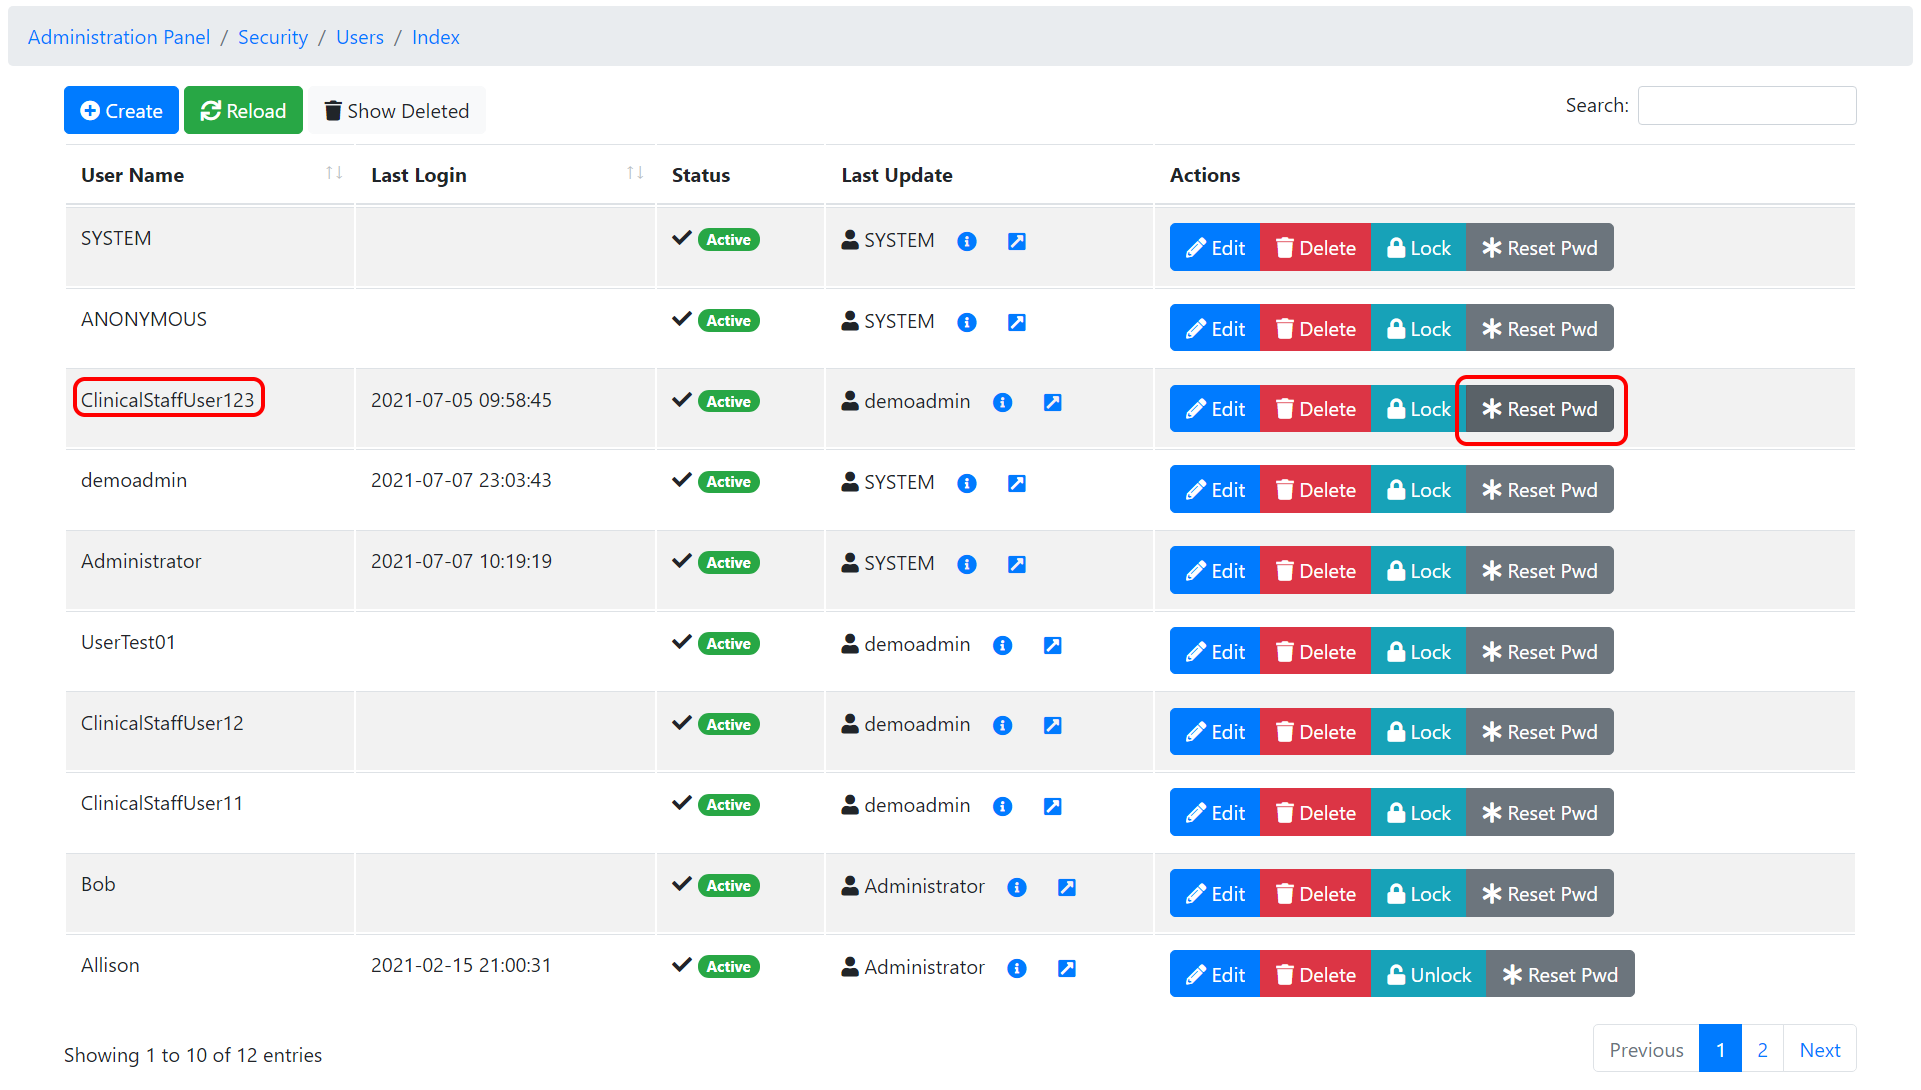 Administration Panel / Security / Users / Index
Create Reload Show Deleted Search:
User Name Last Login Status Last Update Actions
SYSTEM Active SYSTEM Edit Delete Lock Reset Pwd
ANONYMOUS Active SYSTEM Edit Delete Lock Reset Pwd
ClinicalStaffUser123 2021-07-05 09:58:45 Active demoadmin Edit Delete Lock Reset Pwd
demoadmin 2021-07-07 23:03:43 Active SYSTEM Edit Delete Lock Reset Pwd
Administrator 2021-07-07 10:19:19 Active SYSTEM Edit Delete Lock Reset Pwd
UserTest01 Active demoadmin Edit Delete Lock Reset Pwd
ClinicalStaffUser12 Active demoadmin Edit Delete Lock Reset Pwd
ClinicalStaffUser11 Active demoadmin Edit Delete Lock Reset Pwd
Bob Active Administrator Edit Delete Lock Reset Pwd
Allison 2021-02-15 21:00:31 Active Administrator Edit Delete Unlock Reset Pwd
Showing 1 to 10 of 12 entries Previous 1 2 Next